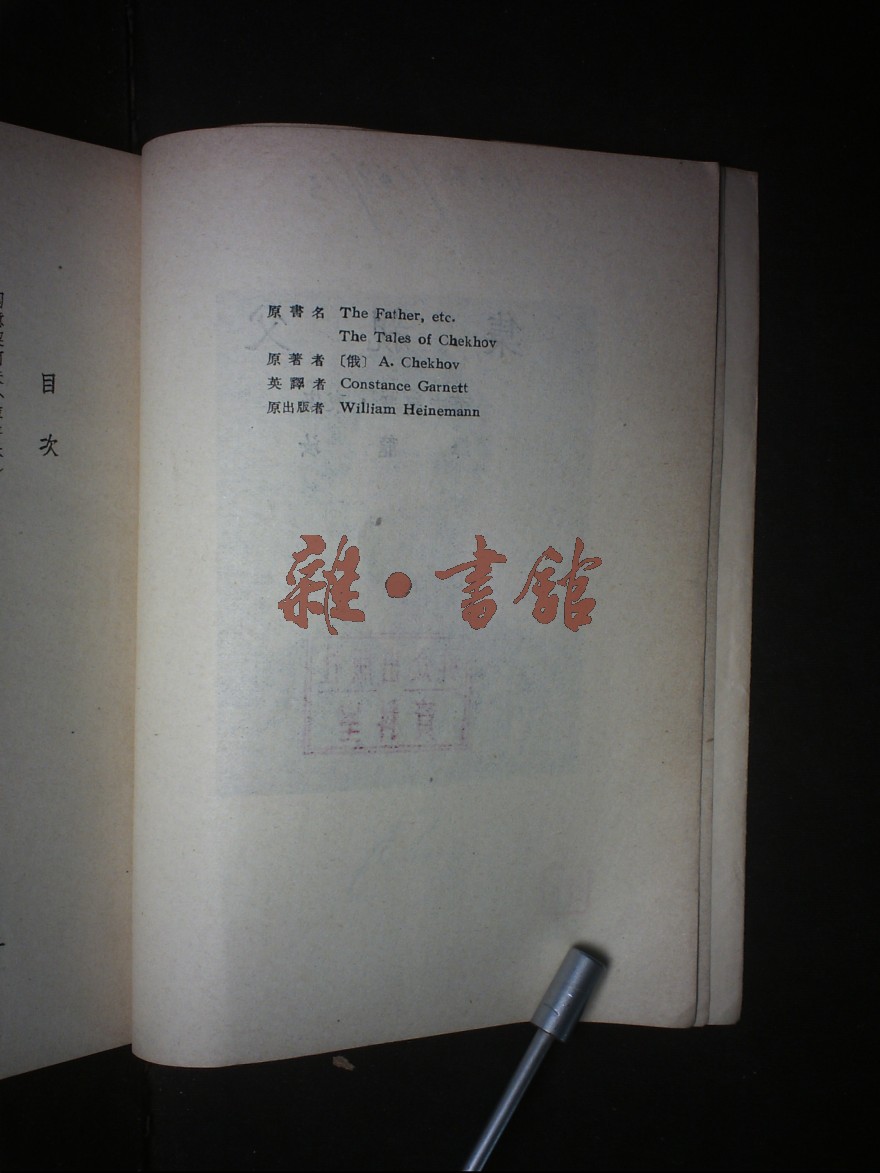 原書名 The Father, etc.
The Tales of Chekhov
原著者 〔俄〕 A. Chekhov
英譯者 Constance Garnett
原出版者 William Heinemann
雜·書館
目次